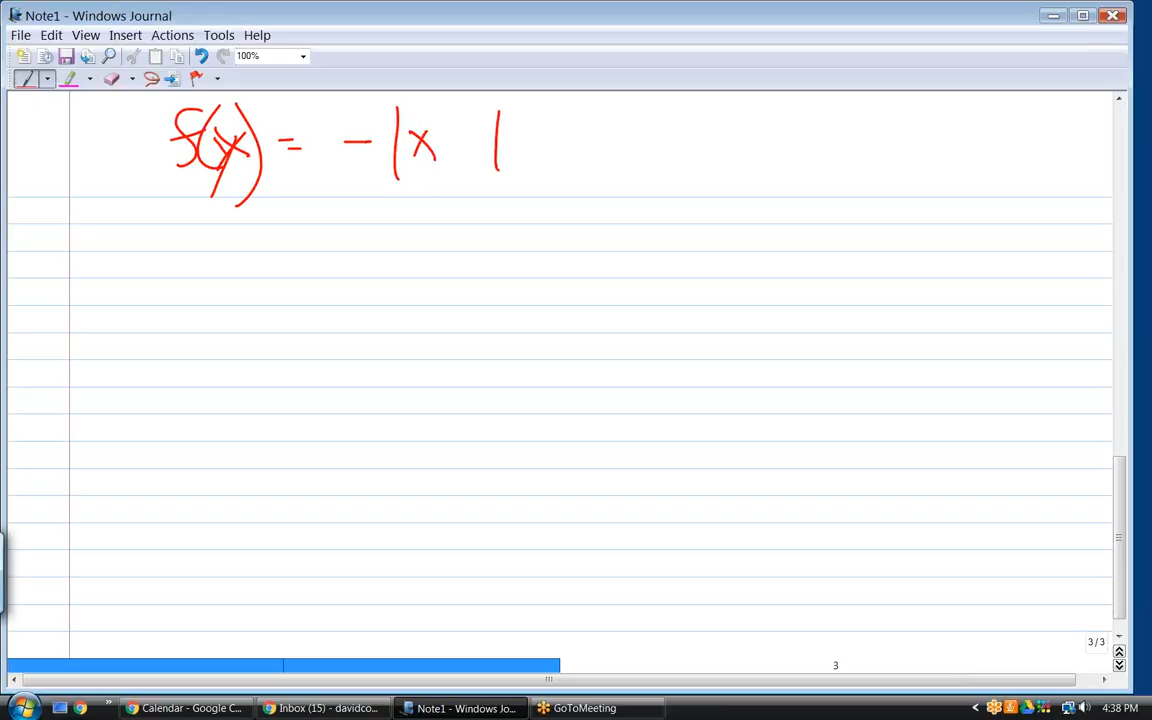 Note1 - Windows Journal
File Edit View Insert Actions Tools Help
100%
f(x) = - |x |
3/3
3
Calendar - Google C... Inbox (15) - davidco... Note1 - Windows Jo... GoToMeeting 4:38 PM